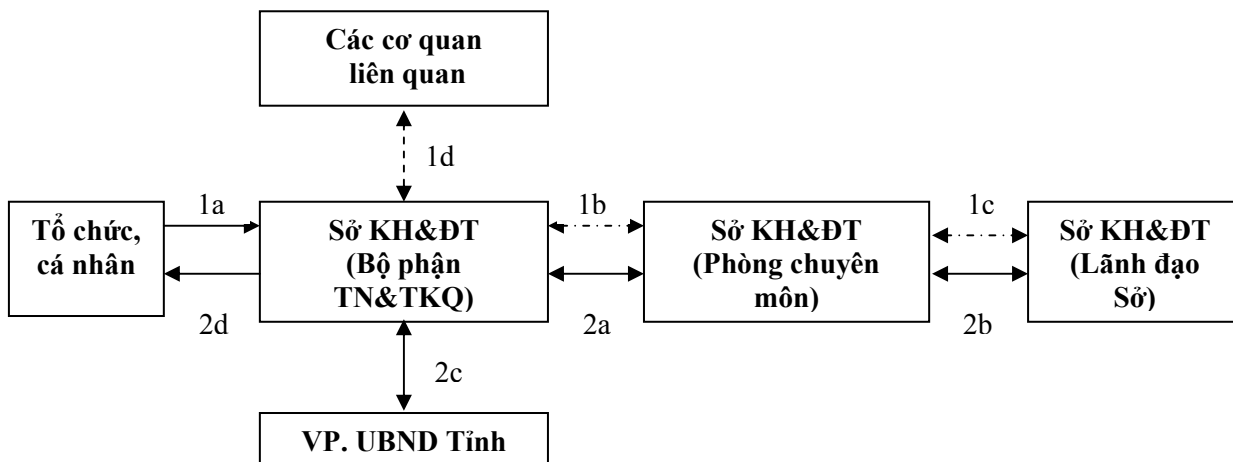 Các cơ quan
liên quan
1d
1a
1b
1c
Tổ chức,
cá nhân
Sở KH&ĐT
(Bộ phận
TN&TKQ)
Sở KH&ĐT
(Phòng chuyên
môn)
Sở KH&ĐT
(Lãnh đạo
Sở)
2d
2a
2b
2c
VP. UBND Tỉnh